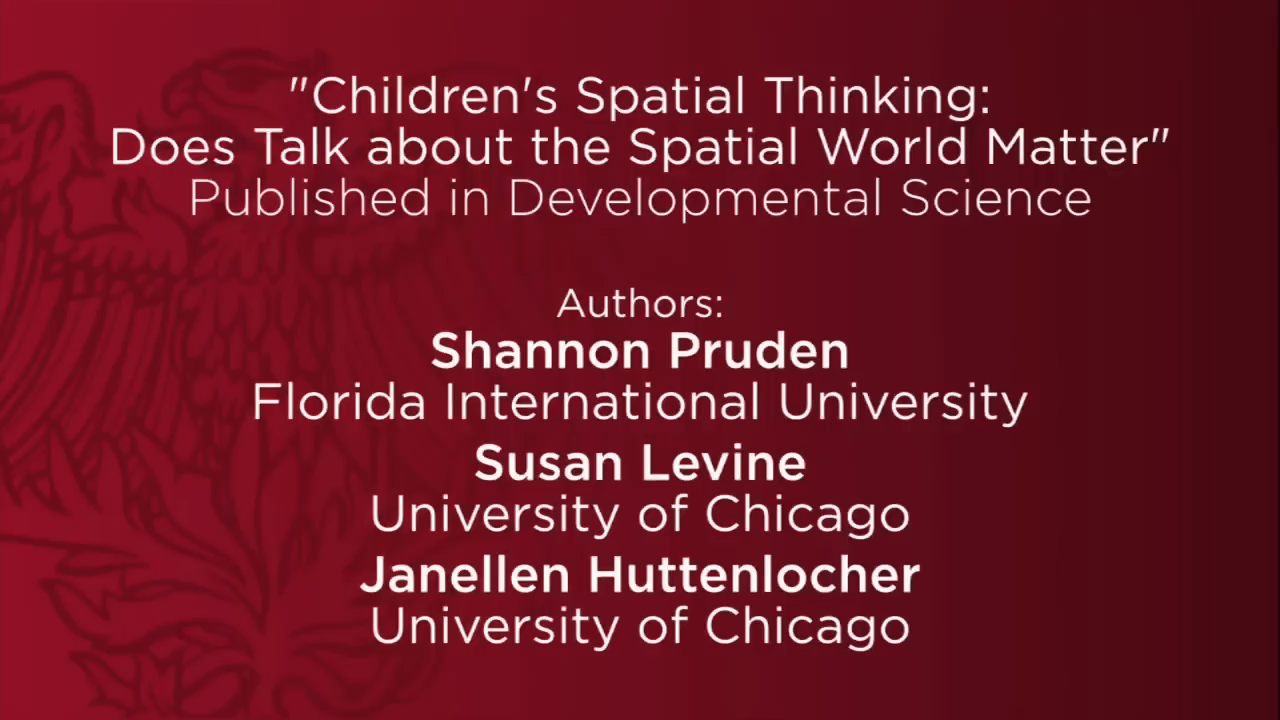 "Children's Spatial Thinking:
Does Talk about the Spatial World Matter"
Published in Developmental Science
Authors:
Shannon Pruden
Florida International University
Susan Levine
University of Chicago
Janellen Huttenlocher
University of Chicago